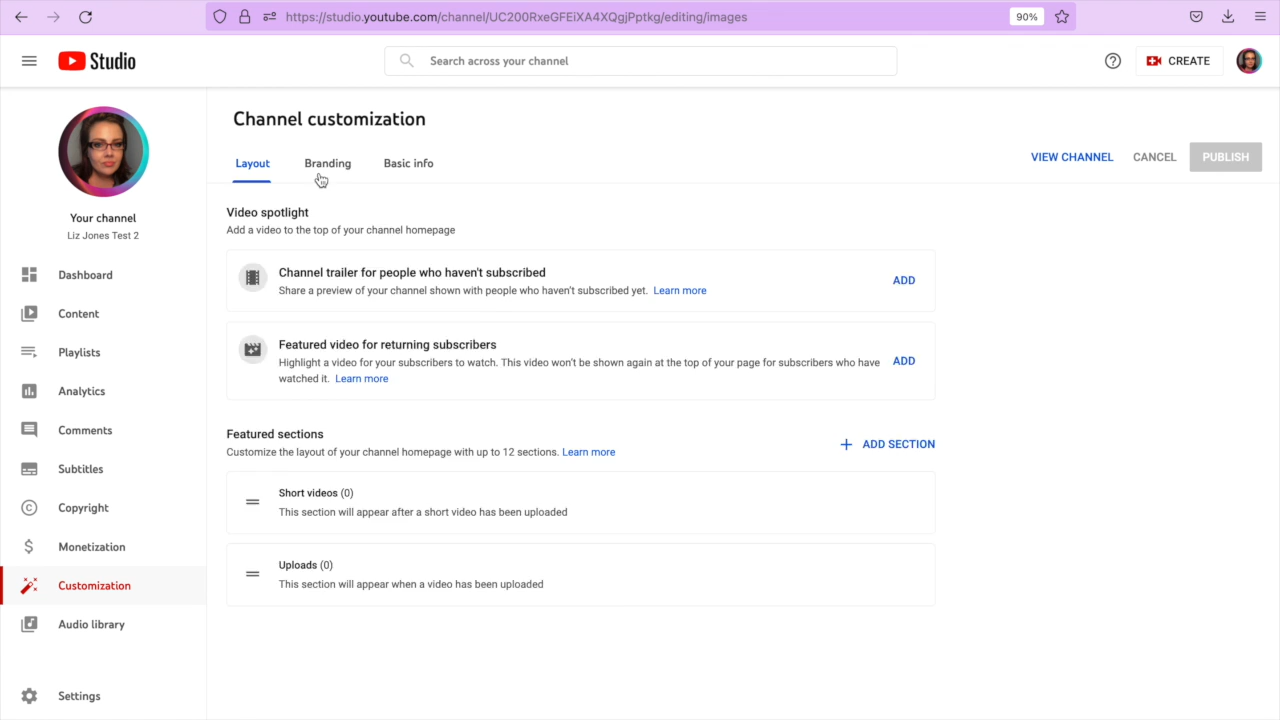 https://studio.youtube.com/channel/UC200RxeGFEiXA4XQgjPptkg/editing/images
90%
Studio
Search across your channel
CREATE
Channel customization
Layout
Branding
Basic info
VIEW CHANNEL
CANCEL
PUBLISH
Your channel
Liz Jones Test 2
Dashboard
Content
Playlists
Analytics
Comments
Subtitles
Copyright
Monetization
Customization
Audio library
Settings
Video spotlight
Add a video to the top of your channel homepage
Channel trailer for people who haven't subscribed
Share a preview of your channel shown with people who haven't subscribed yet. Learn more
ADD
Featured video for returning subscribers
Highlight a video for your subscribers to watch. This video won't be shown again at the top of your page for subscribers who have
watched it. Learn more
ADD
Featured sections
Customize the layout of your channel homepage with up to 12 sections. Learn more
ADD SECTION
Short videos (0)
This section will appear after a short video has been uploaded
Uploads (0)
This section will appear when a video has been uploaded